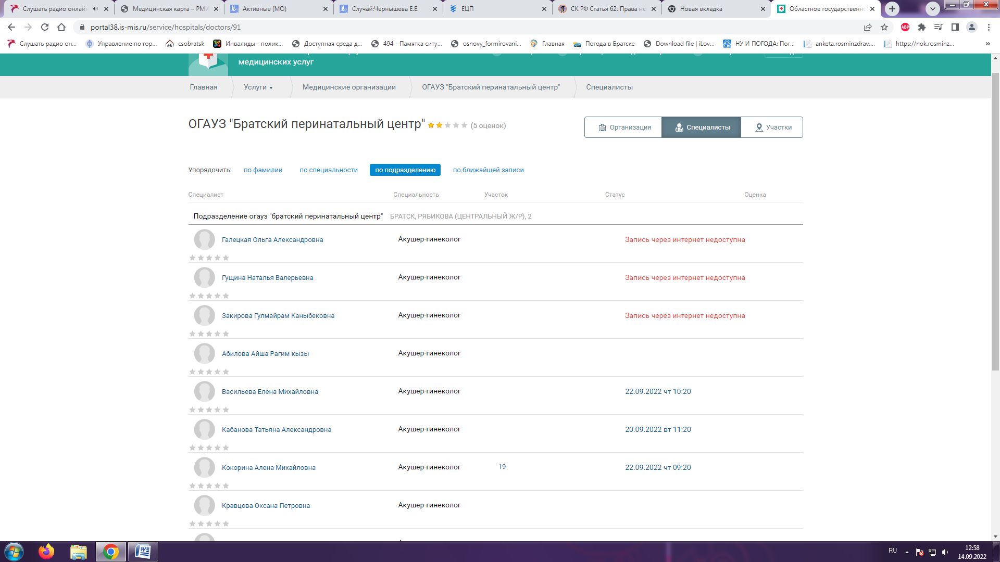 Слушать радио онлайн
Медицинская карта – РМИ
Активные (МО)
Случай:Чернышева Е.Е.
ЕЦП
СК РФ Статья 62. Права не
Новая вкладка
Областное государственно
portal38.is-mis.ru/service/hospitals/doctors/91
Слушать радио он...
Управление по гор...
csobratsk
Инвалиды - полик...
Доступная среда д...
494 - Памятка ситу...
osnovy_formirovani...
Главная
Погода в Братске
Download file | iLov...
НУ И ПОГОДА: Пог...
anketa.rosminzdrav....
https://nok.rosminz...
медицинских услуг
Главная
Услуги
Медицинские организации
ОГАУЗ "Братский перинатальный центр"
Специалисты
ОГАУЗ "Братский перинатальный центр" (5 оценок)
Организация
Специалисты
Участки
Упорядочить: по фамилии по специальности по подразделению по ближайшей записи
Специалист Специальность Участок Статус Оценка
Подразделение огауз "братский перинатальный центр" БРАТСК, РЯБИКОВА (ЦЕНТРАЛЬНЫЙ Ж/Р), 2
Галецкая Ольга Александровна Акушер-гинеколог Запись через интернет недоступна
Гущина Наталья Валерьевна Акушер-гинеколог Запись через интернет недоступна
Закирова Гулмайрам Каныбековна Акушер-гинеколог Запись через интернет недоступна
Абилова Айша Рагим кызы Акушер-гинеколог
Васильева Елена Михайловна Акушер-гинеколог 22.09.2022 чт 10:20
Кабанова Татьяна Александровна Акушер-гинеколог 20.09.2022 вт 11:20
Кокорина Алена Михайловна Акушер-гинеколог 19 22.09.2022 чт 09:20
Кравцова Оксана Петровна Акушер-гинеколог
RU
12:58
14.09.2022